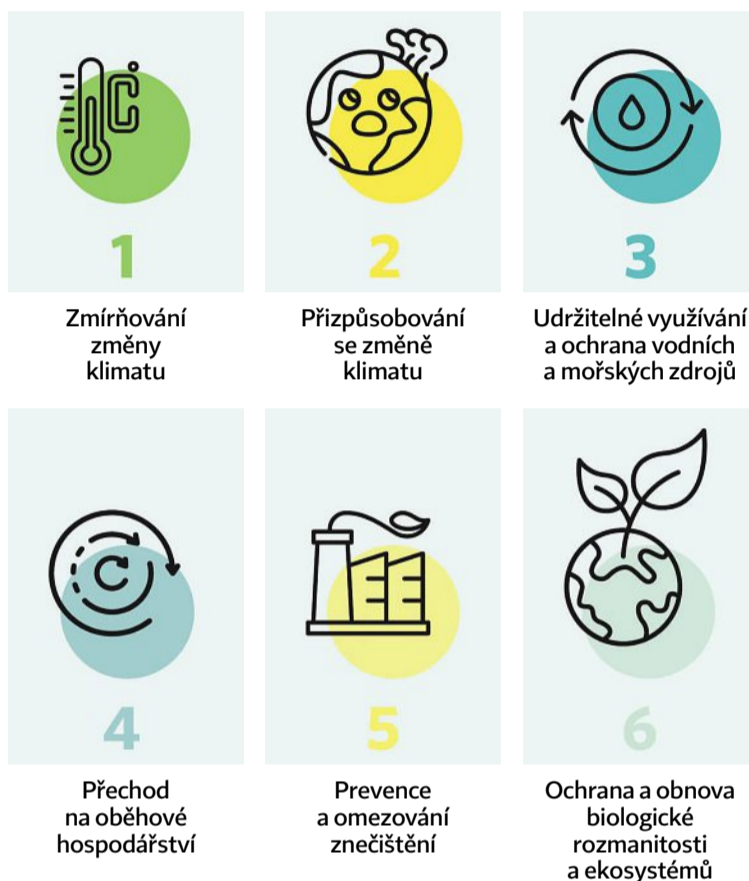 °C
1
Zmírňování
změny
klimatu
2
Přizpůsobování
se změně
klimatu
3
Udržitelné využívání
a ochrana vodních
a mořských zdrojů
4
Přechod
na oběhové
hospodářství
5
Prevence
a omezování
znečištění
6
Ochrana a obnova
biologické
rozmanitosti
a ekosystémů